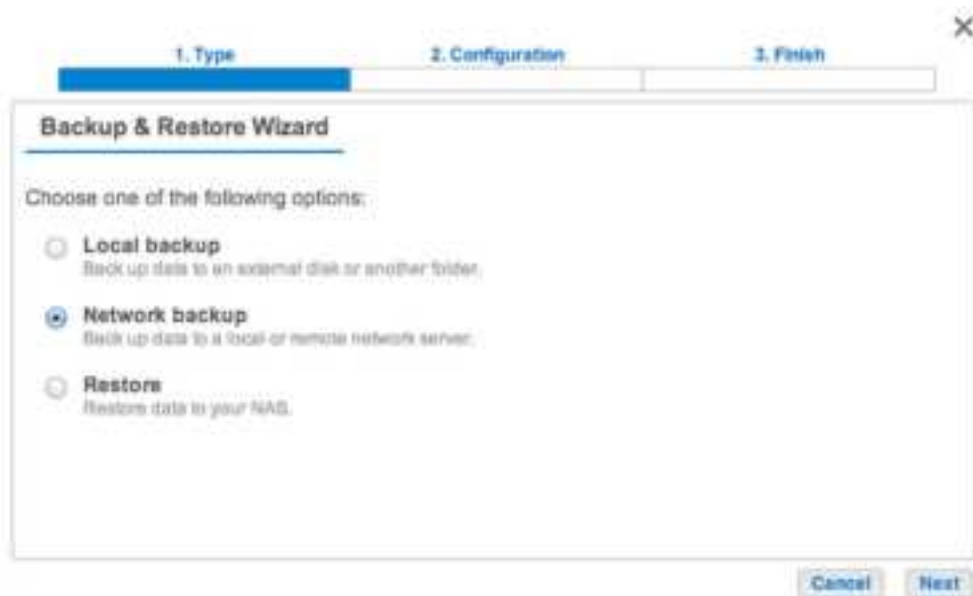 1. Type 2. Configuration 3. Finish
Backup & Restore Wizard
Choose one of the following options:
Local backup
Back up data to an external disk or another folder.
Network backup
Back up data to a local or remote network server.
Restore
Restore data to your NAS.
Cancel Next